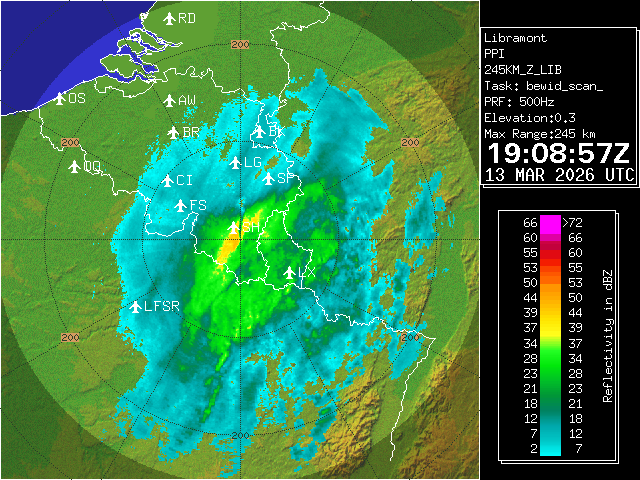 RD
200
OS
AW
BR
BK
200
200
QQ
LG
CI
SP
FS
SH
LX
LFSR
200
200
200
Libramont
PPI
245KM_Z_LIB
Task: bewid_scan_
PRF: 500Hz
Elevation:0.3
Max Range:245 km
19:08:57Z
13 MAR 2026 UTC
66 >72
60 66
55 60
53 55
50 53
44 50
39 44
37 39
34 37
28 34
23 28
21 23
18 21
12 18
7 12
2 7
Reflectivity in dBZ